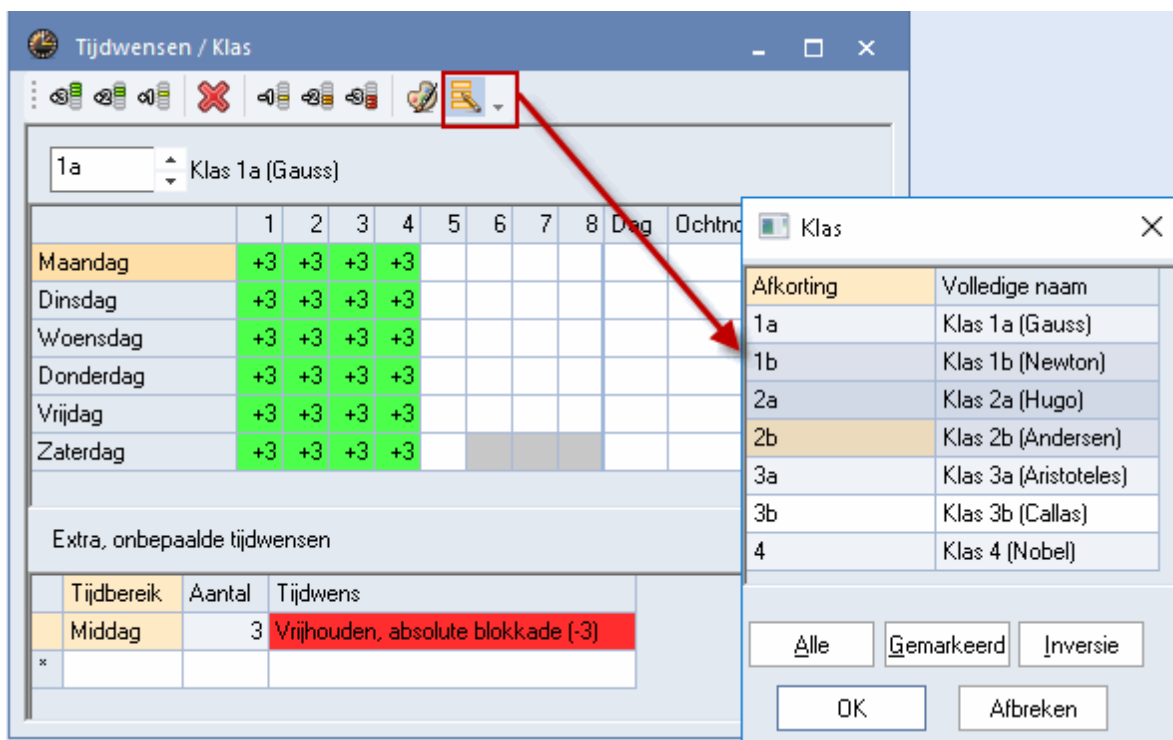 Tijdwensen / Klas
1a Klas 1a (Gauss)
1 2 3 4 5 6 7 8 Dag
Maandag +3 +3 +3 +3
Dinsdag +3 +3 +3 +3
Woensdag +3 +3 +3 +3
Donderdag +3 +3 +3 +3
Vrijdag +3 +3 +3 +3
Zaterdag +3 +3 +3 +3
Extra, onbepaalde tijdwensen
Tijdbereik Aantal Tijdwens
Middag 3 Vrijhouden, absolute blokkade (-3)
*
Klas
Afkorting Volledige naam
1a Klas 1a (Gauss)
1b Klas 1b (Newton)
2a Klas 2a (Hugo)
2b Klas 2b (Andersen)
3a Klas 3a (Aristoteles)
3b Klas 3b (Callas)
4 Klas 4 (Nobel)
Alle Gemarkeerd Inversie
OK Afbreken